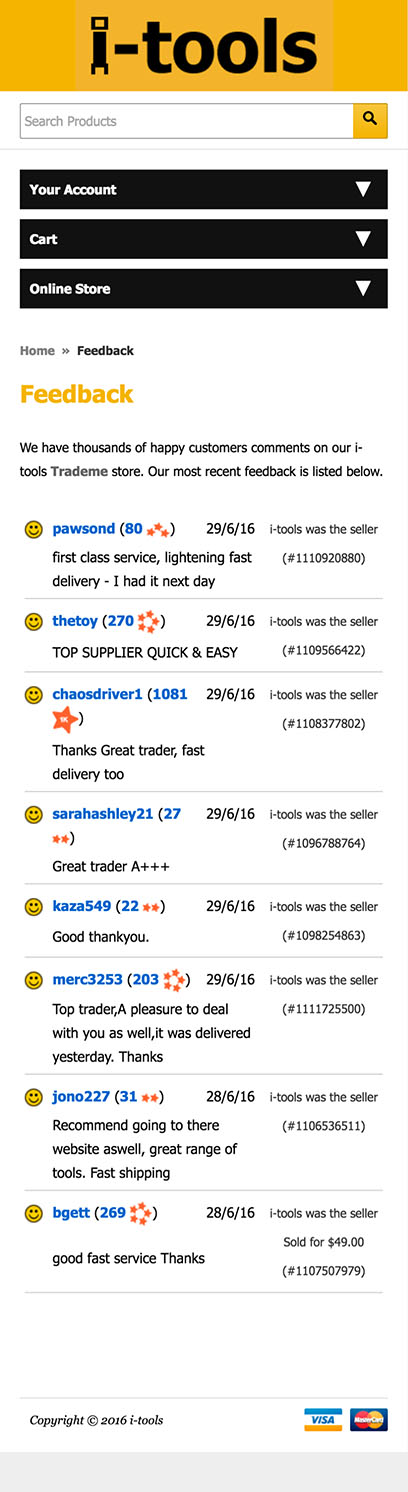 i-tools
Search Products
Your Account
Cart
Online Store
Home » Feedback
Feedback
We have thousands of happy customers comments on our i-
tools Trademe store. Our most recent feedback is listed below.
pawsond (80 ) 29/6/16 i-tools was the seller
first class service, lightening fast (#1110920880)
delivery - I had it next day
thetoy (270 ) 29/6/16 i-tools was the seller
TOP SUPPLIER QUICK & EASY (#1109566422)
chaosdriver1 (1081 29/6/16 i-tools was the seller
1K ) (#1108377802)
Thanks Great trader, fast
delivery too
sarahashley21 (27 29/6/16 i-tools was the seller
) (#1096788764)
Great trader A+++
kaza549 (22 ) 29/6/16 i-tools was the seller
Good thankyou. (#1098254863)
merc3253 (203 ) 29/6/16 i-tools was the seller
Top trader,A pleasure to deal (#1111725500)
with you as well,it was delivered
yesterday. Thanks
jono227 (31 ) 28/6/16 i-tools was the seller
Recommend going to there (#1106536511)
website aswell, great range of
tools. Fast shipping
bgett (269 ) 28/6/16 i-tools was the seller
Sold for $49.00
good fast service Thanks (#1107507979)
Copyright © 2016 i-tools VISA MasterCard